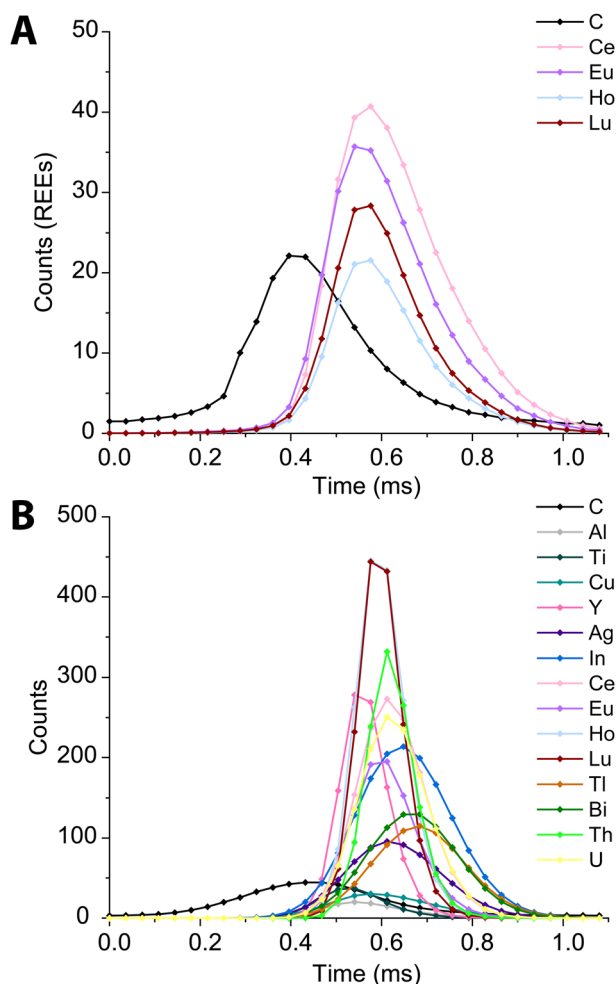 A
50
40
30
20
10
0
Counts (REEs)
0.0 0.2 0.4 0.6 0.8 1.0
Time (ms)
C
Ce
Eu
Ho
Lu
B
500
400
300
200
100
0
Counts
0.0 0.2 0.4 0.6 0.8 1.0
Time (ms)
C
Al
Ti
Cu
Y
Ag
In
Ce
Eu
Ho
Lu
Tl
Bi
Th
U